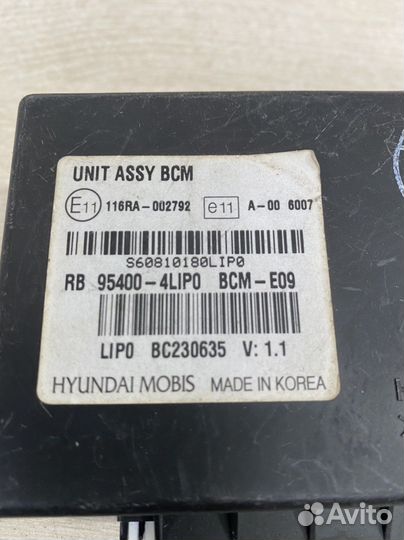 UNIT ASSY BCM
E11 116RA-002792 e11 A-00 6007
S60810180LIP0
RB 95400-4LIP0 BCM-E09
LIP0 BC230635 V: 1.1
HYUNDAI MOBIS MADE IN KOREA
Avito